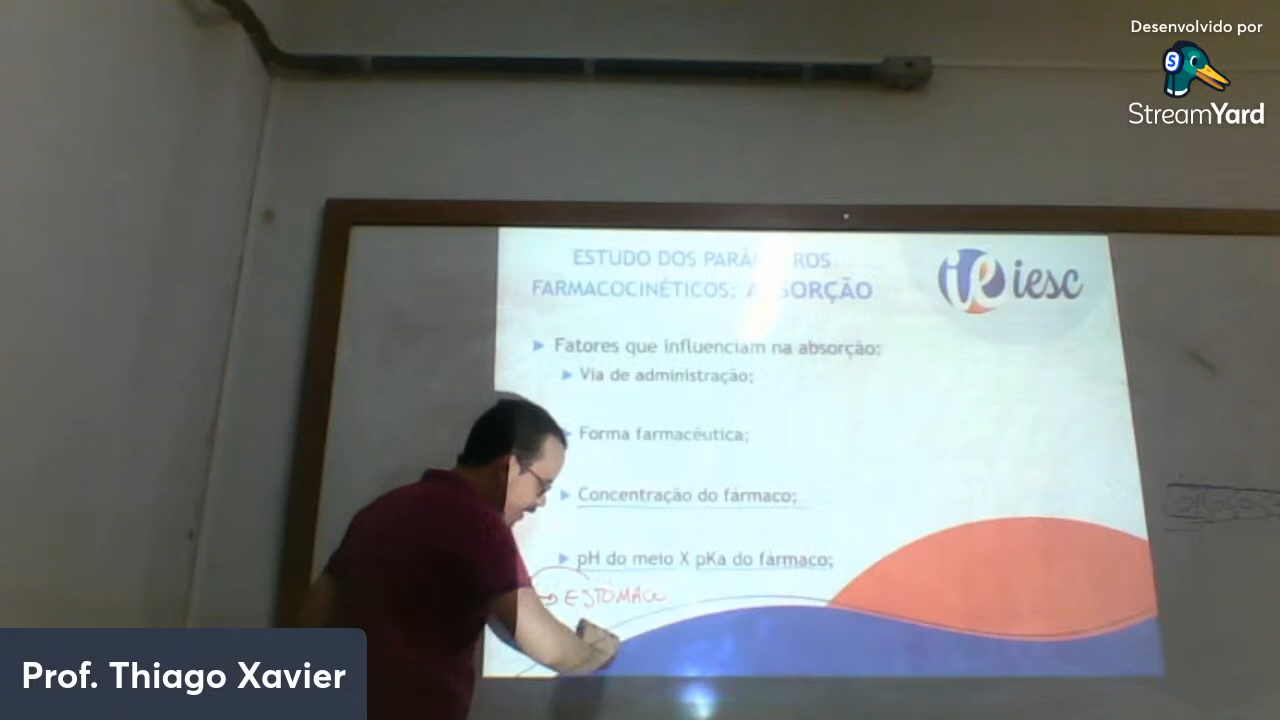 Desenvolvido por
StreamYard
ESTUDO DOS PARÂ ROS
FARMACOCINÉTICOS: A SORÇÃO
iesc
Fatores que influenciam na absorção:
Via de administração;
Forma farmacêutica;
Concentração do fármaco;
pH do meio X pKa do fármaco;
→ ESTÔMAGO
Prof. Thiago Xavier